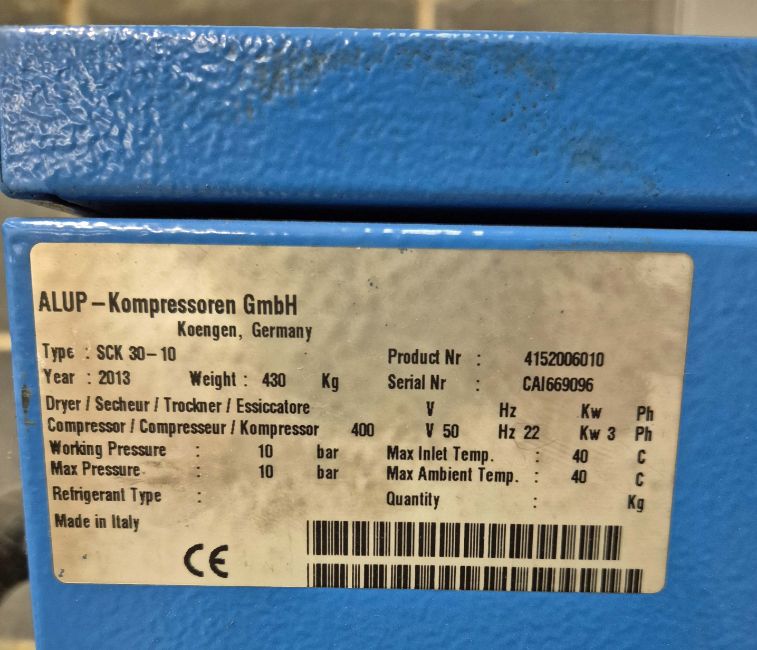 ALUP-Kompressoren GmbH
Koengen, Germany
Type : SCK 30-10 Product Nr : 4152006010
Year : 2013 Weight : 430 Kg Serial Nr : CAI669096
Dryer / Secheur / Trockner / Essiccatore V Hz Kw Ph
Compressor / Compresseur / Kompressor 400 V 50 Hz 22 Kw 3 Ph
Working Pressure : 10 bar Max Inlet Temp. : 40 C
Max Pressure : 10 bar Max Ambient Temp. : 40 C
Refrigerant Type : Quantity : Kg
Made in Italy
CE